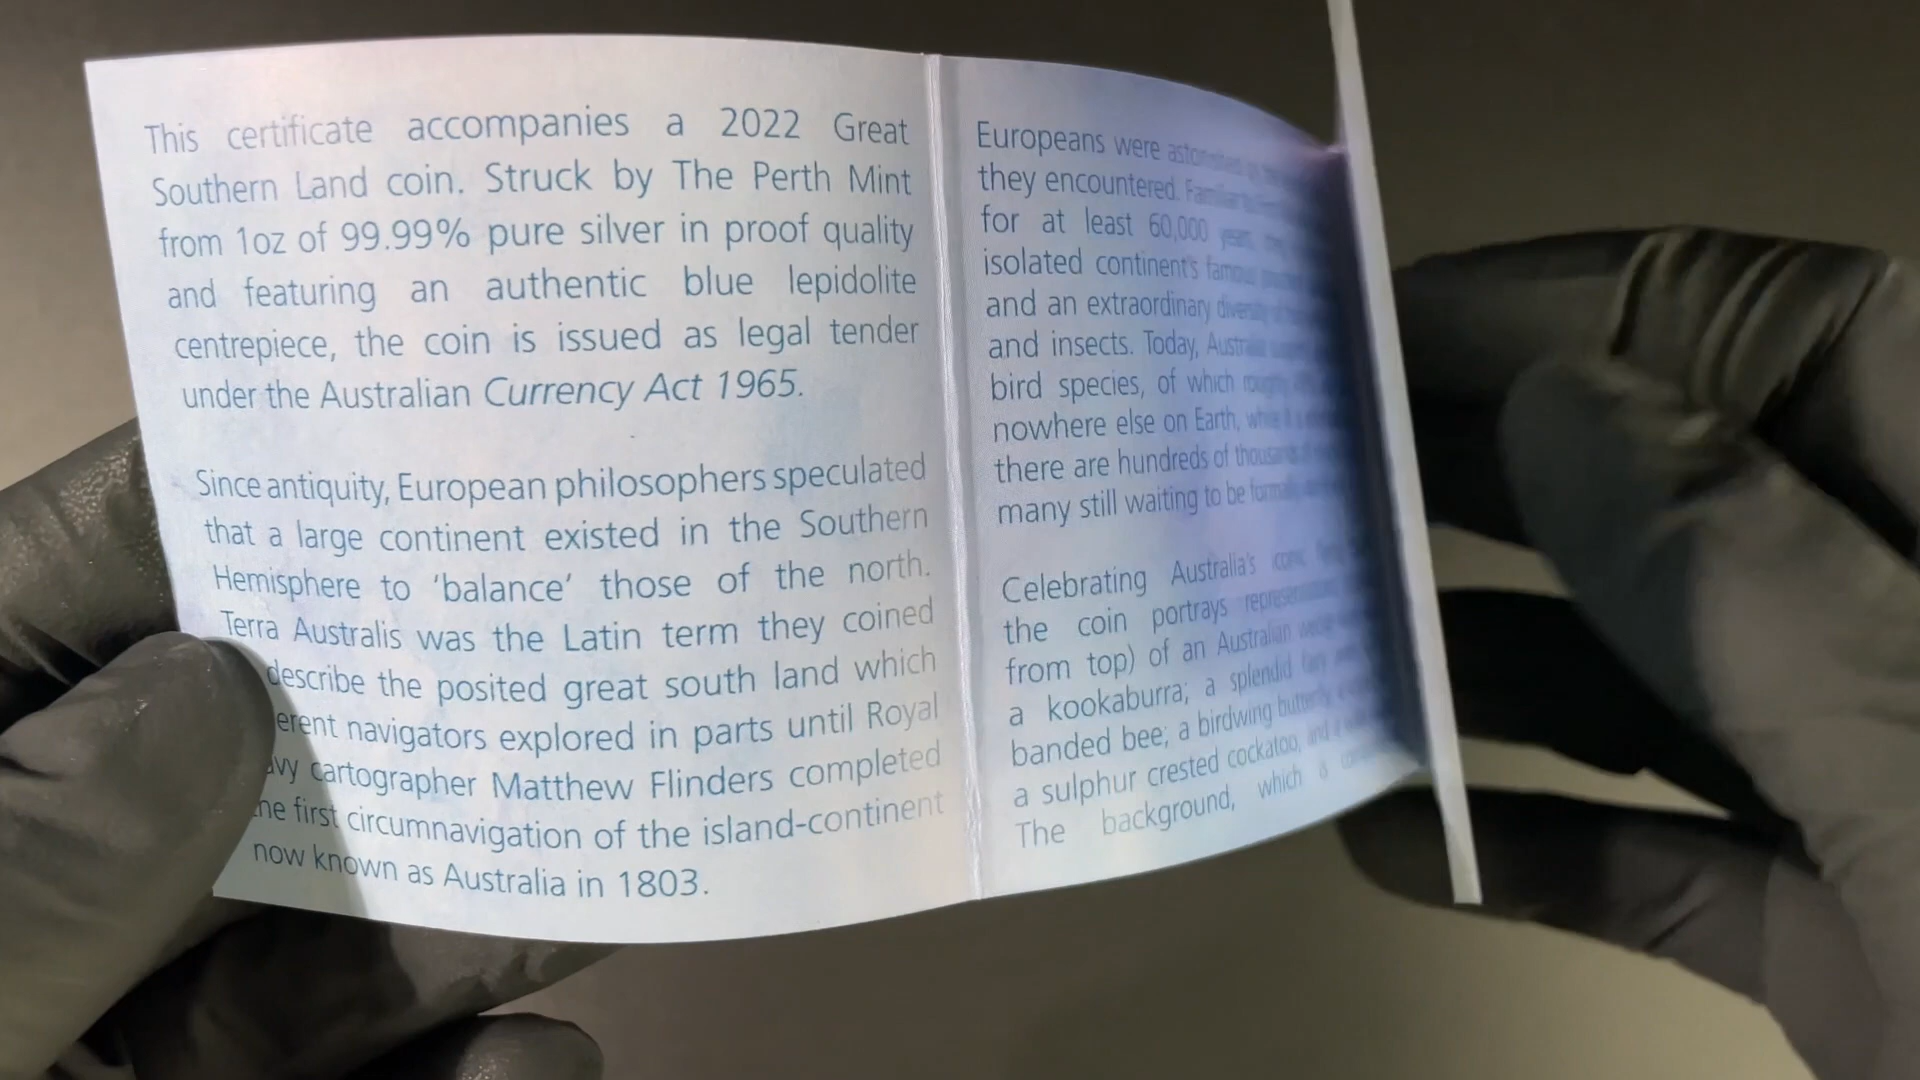 This certificate accompanies a 2022 Great
Southern Land coin. Struck by The Perth Mint
from 1oz of 99.99% pure silver in proof quality
and featuring an authentic blue lepidolite
centrepiece, the coin is issued as legal tender
under the Australian Currency Act 1965.
Since antiquity, European philosophers speculated
that a large continent existed in the Southern
Hemisphere to ‘balance’ those of the north.
Terra Australis was the Latin term they coined
describe the posited great south land which
erent navigators explored in parts until Royal
avy cartographer Matthew Flinders completed
he first circumnavigation of the island-continent
now known as Australia in 1803.
Europeans were
they encountered.
for at least 60,000
isolated continent's famous
and an extraordinary diversity
and insects. Today,
bird species, of which
nowhere else on Earth,
there are hundreds of
many still waiting to be
Celebrating Australia's
the coin portrays
from top) of an Australian
a kookaburra; a splendid
banded bee; a birdwing butterfly
a sulphur crested cockatoo, and
The background, which